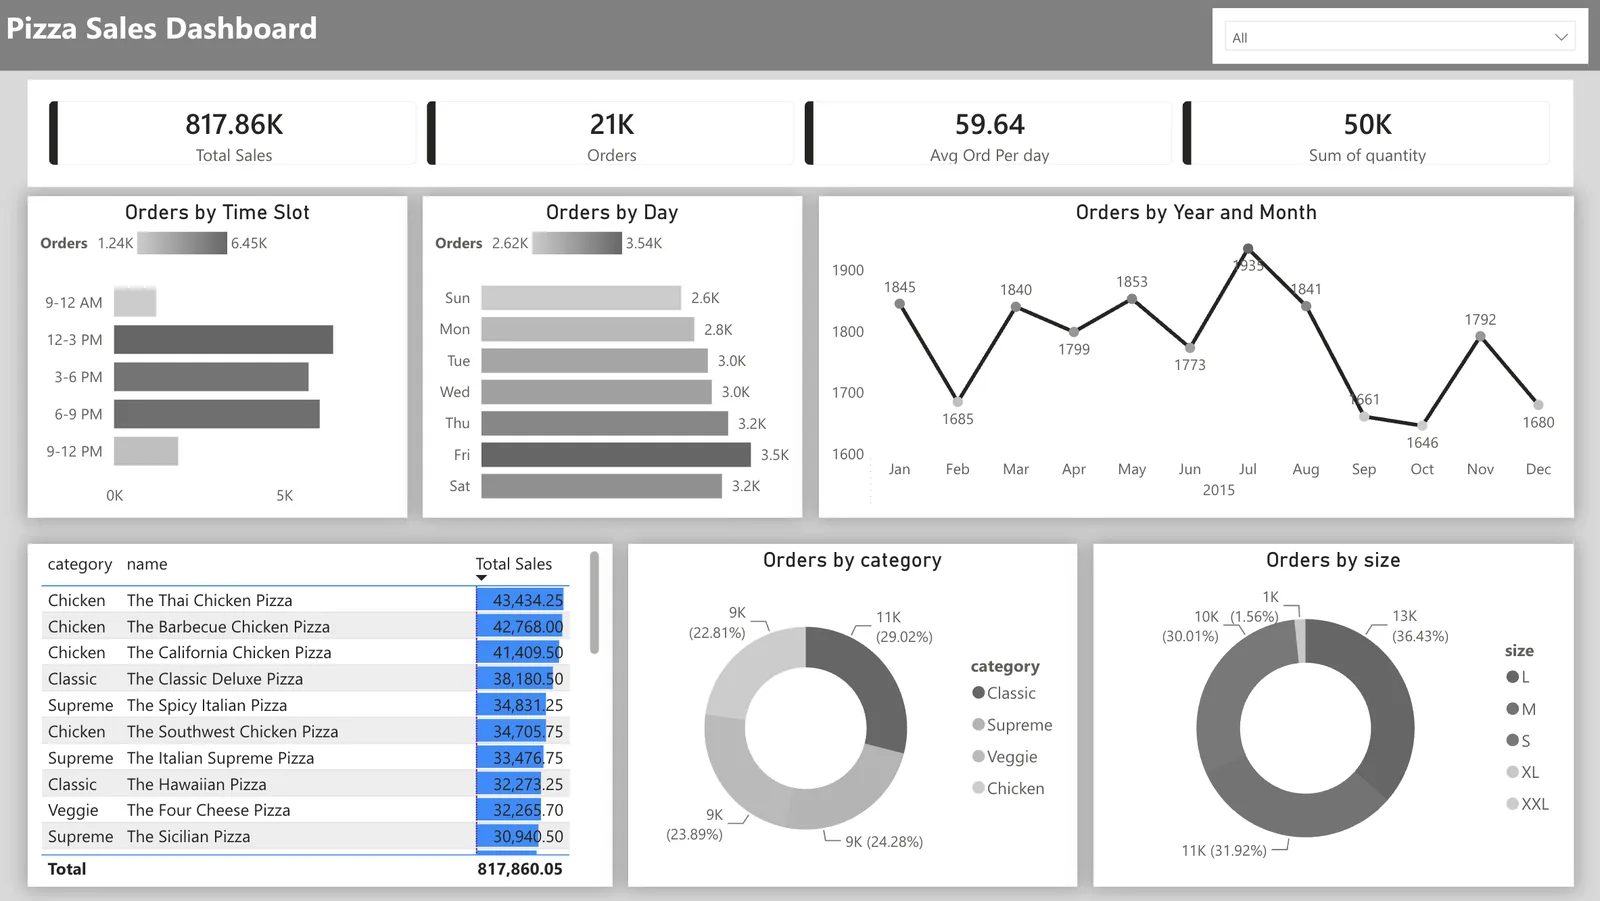 Pizza Sales Dashboard
All
817.86K
Total Sales
21K
Orders
59.64
Avg Ord Per day
50K
Sum of quantity
Orders by Time Slot
Orders 1.24K 6.45K
9-12 AM
12-3 PM
3-6 PM
6-9 PM
9-12 PM
0K 5K
Orders by Day
Orders 2.62K 3.54K
Sun 2.6K
Mon 2.8K
Tue 3.0K
Wed 3.0K
Thu 3.2K
Fri 3.5K
Sat 3.2K
Orders by Year and Month
1900
1800
1700
1600
1845
1685
1840
1799
1853
1773
1935
1841
1661
1646
1792
1680
Jan Feb Mar Apr May Jun Jul Aug Sep Oct Nov Dec
2015
category name Total Sales
Chicken The Thai Chicken Pizza 43,434.25
Chicken The Barbecue Chicken Pizza 42,768.00
Chicken The California Chicken Pizza 41,409.50
Classic The Classic Deluxe Pizza 38,180.50
Supreme The Spicy Italian Pizza 34,831.25
Chicken The Southwest Chicken Pizza 34,705.75
Supreme The Italian Supreme Pizza 33,476.75
Classic The Hawaiian Pizza 32,273.25
Veggie The Four Cheese Pizza 32,265.70
Supreme The Sicilian Pizza 30,940.50
Total 817,860.05
Orders by category
9K
(22.81%)
11K
(29.02%)
9K
(23.89%)
9K (24.28%)
category
Classic
Supreme
Veggie
Chicken
Orders by size
1K
(1.56%)
10K
(30.01%)
13K
(36.43%)
11K (31.92%)
size
L
M
S
XL
XXL